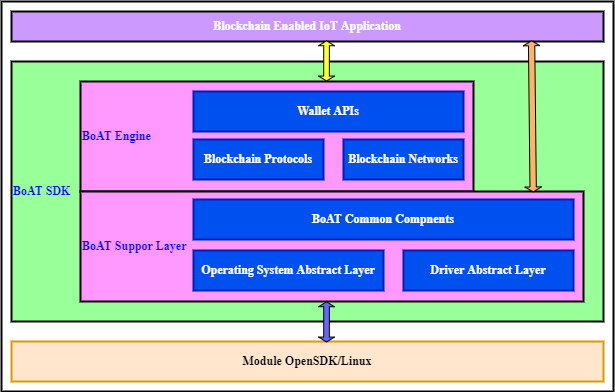 Blockchain Enabled IoT Application
Wallet APIs
BoAT Engine
Blockchain Protocols
Blockchain Networks
BoAT SDK
BoAT Common Compnents
BoAT Suppor Layer
Operating System Abstract Layer
Driver Abstract Layer
Module OpenSDK/Linux